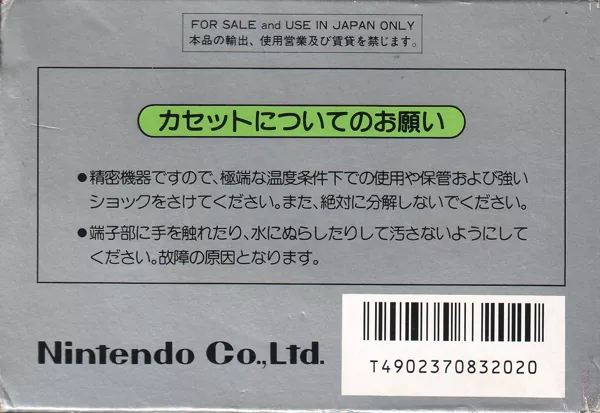 FOR SALE and USE IN JAPAN ONLY
本品の輸出、使用営業及び賃貸を禁じます。
カセットについてのお願い
●精密機器ですので、極端な温度条件下での使用や保管および強い
ショックをさけてください。また、絶対に分解しないでください。
●端子部に手を触れたり、水にぬらしたりして汚さないようにして
ください。故障の原因となります。
Nintendo Co.,Ltd.
T4902370832020